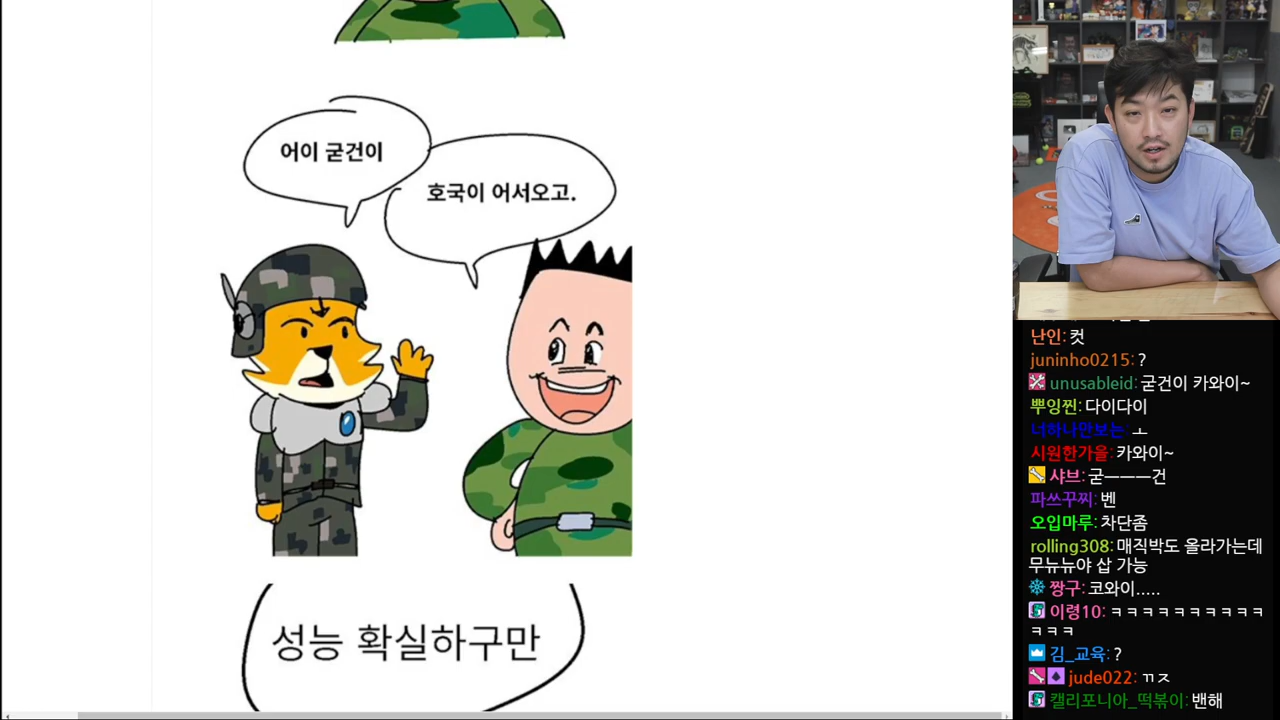 어이 굳건이
호국이 어서오고.
성능 확실하구만
난인: 컷
juninho0215: ?
unusableid: 굳건이 카와이~
뿌잉찐: 다이다이
너하나안보는: ㅗ
시원한가을: 카와이~
샤브: 굳ㅡㅡㅡ건
파쓰꾸찌: 벤
오입마루: 차단좀
rolling308: 매직박도 올라가는데
무뉴뉴야 삽 가능
짱구: 코와이.....
이령10: ㅋㅋㅋㅋㅋㅋㅋㅋㅋㅋ
ㅋㅋㅋ
김_교육: ?
jude022: ㄲㅈ
캘리포니아_떡볶이: 밴해